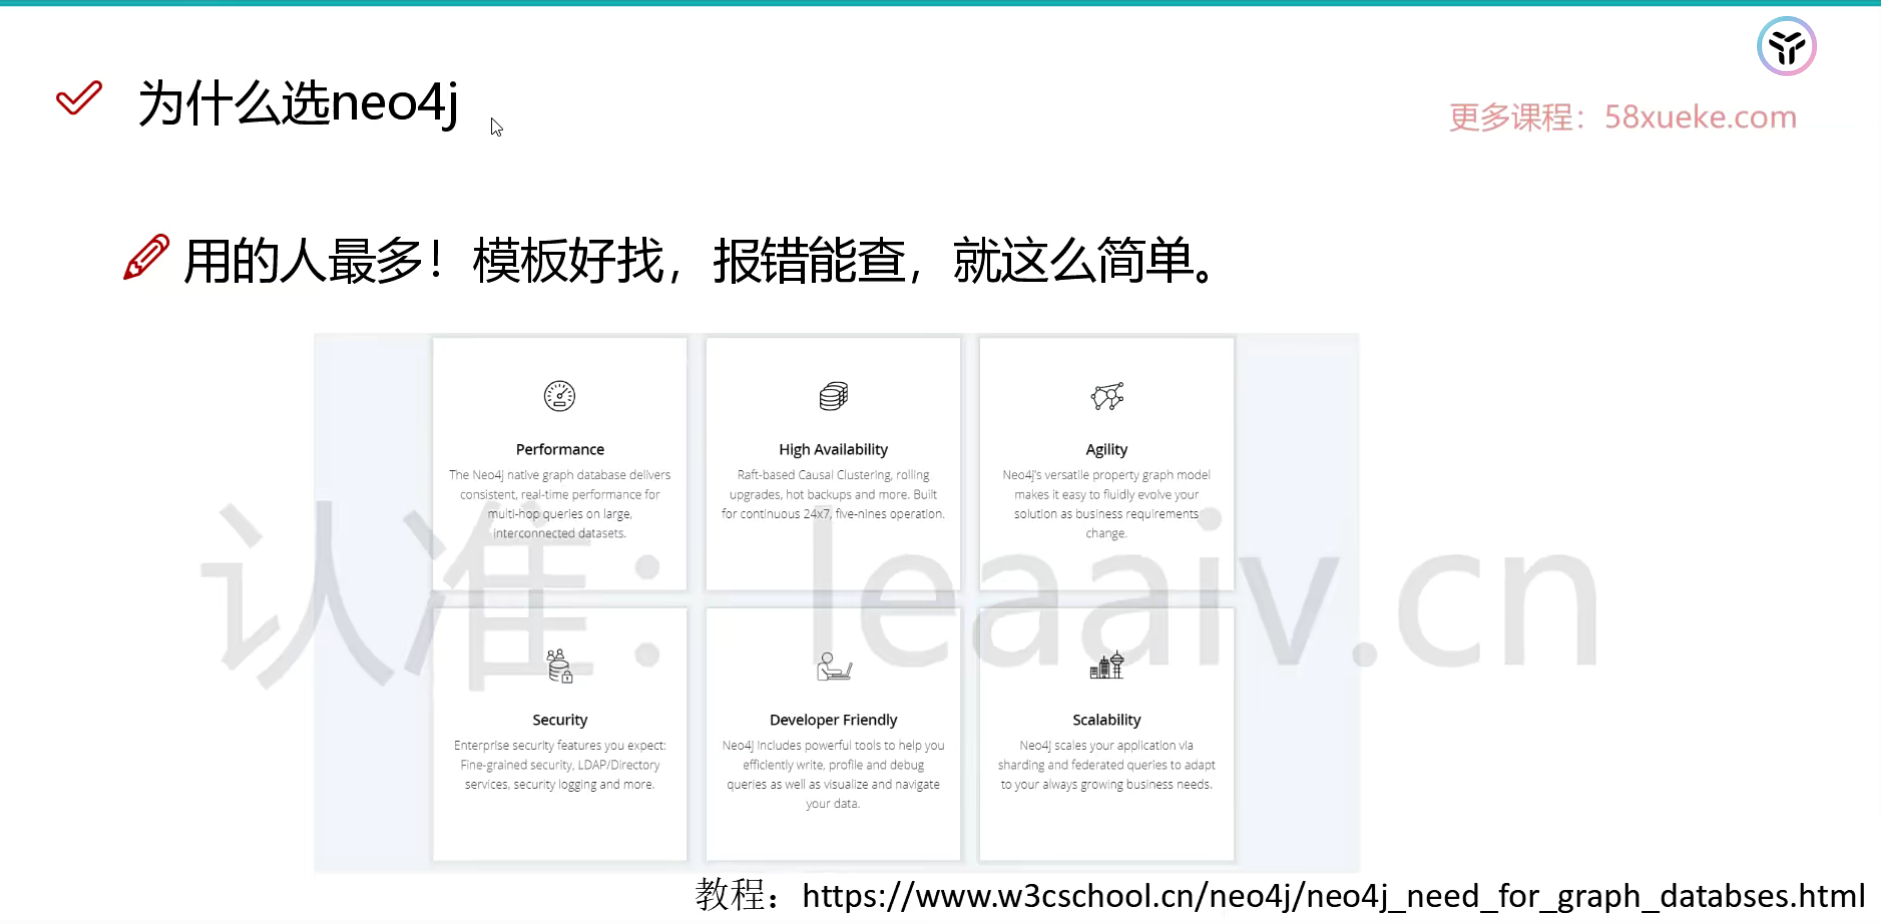 为什么选neo4j
更多课程：58xueke.com
用的人最多！模板好找，报错能查，就这么简单。
Performance
The Neo4j native graph database delivers
consistent, real-time performance for
multi-hop queries on large,
interconnected datasets.
High Availability
Raft-based Causal Clustering, rolling
upgrades, hot backups and more. Built
for continuous 24x7, five-nines operation.
Agility
Neo4j's versatile property graph model
makes it easy to fluidly evolve your
solution as business requirements
change.
认准：leaaiv.cn
Security
Enterprise security features you expect:
Fine-grained security, LDAP/Directory
services, security logging and more.
Developer Friendly
Neo4j includes powerful tools to help you
efficiently write, profile and debug
queries as well as visualize and navigate
your data.
Scalability
Neo4j scales your application via
sharding and federated queries to adapt
to your always growing business needs.
教程：https://www.w3cschool.cn/neo4j/neo4j_need_for_graph_databses.html